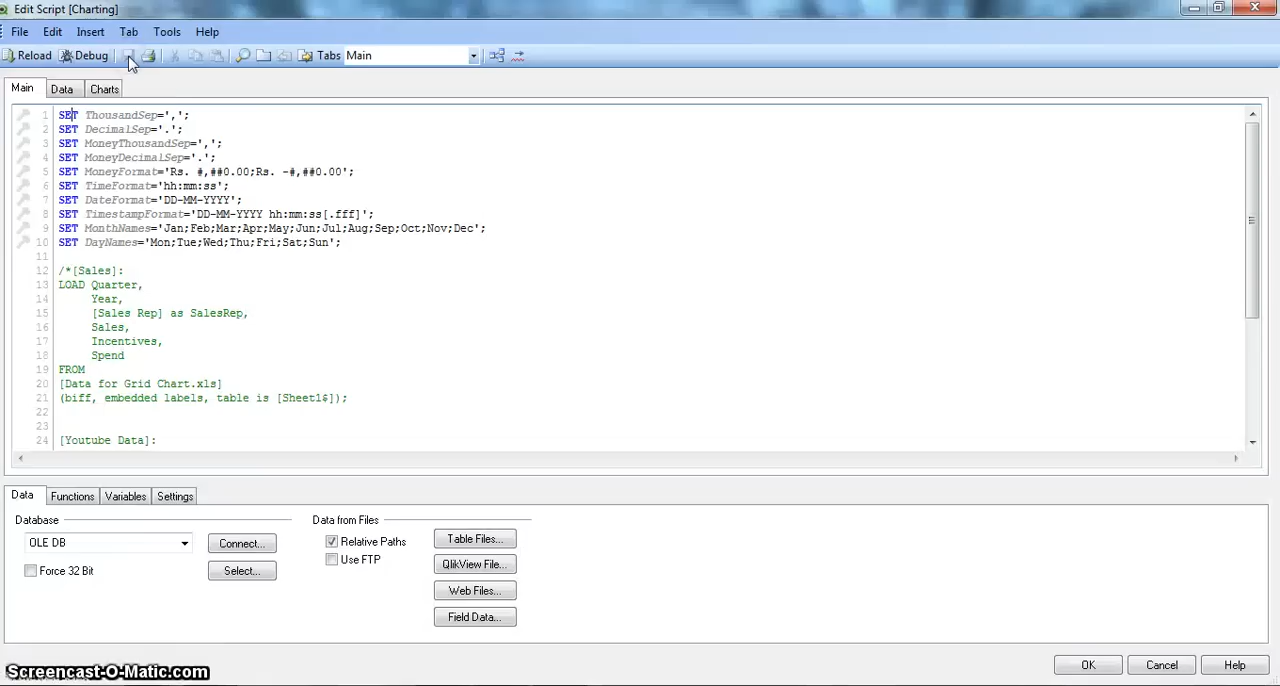 Edit Script [Charting]
File Edit Insert Tab Tools Help
Reload Debug Tabs Main
Main Data Charts
1 SET ThousandSep=',';
2 SET DecimalSep='.';
3 SET MoneyThousandSep=',';
4 SET MoneyDecimalSep='.';
5 SET MoneyFormat='Rs. #,##0.00;Rs. -#,##0.00';
6 SET TimeFormat='hh:mm:ss';
7 SET DateFormat='DD-MM-YYYY';
8 SET TimestampFormat='DD-MM-YYYY hh:mm:ss[.fff]';
9 SET MonthNames='Jan;Feb;Mar;Apr;May;Jun;Jul;Aug;Sep;Oct;Nov;Dec';
10 SET DayNames='Mon;Tue;Wed;Thu;Fri;Sat;Sun';
11
12 /*[Sales]:
13 LOAD Quarter,
14 Year,
15 [Sales Rep] as SalesRep,
16 Sales,
17 Incentives,
18 Spend
19 FROM
20 [Data for Grid Chart.xls]
21 (biff, embedded labels, table is [Sheet1$]);
22
23
24 [Youtube Data]:
Data Functions Variables Settings
Database
OLE DB
Connect...
Force 32 Bit
Select...
Data from Files
Relative Paths
Use FTP
Table Files...
QlikView File...
Web Files...
Field Data...
OK Cancel Help
Screencast-O-Matic.com